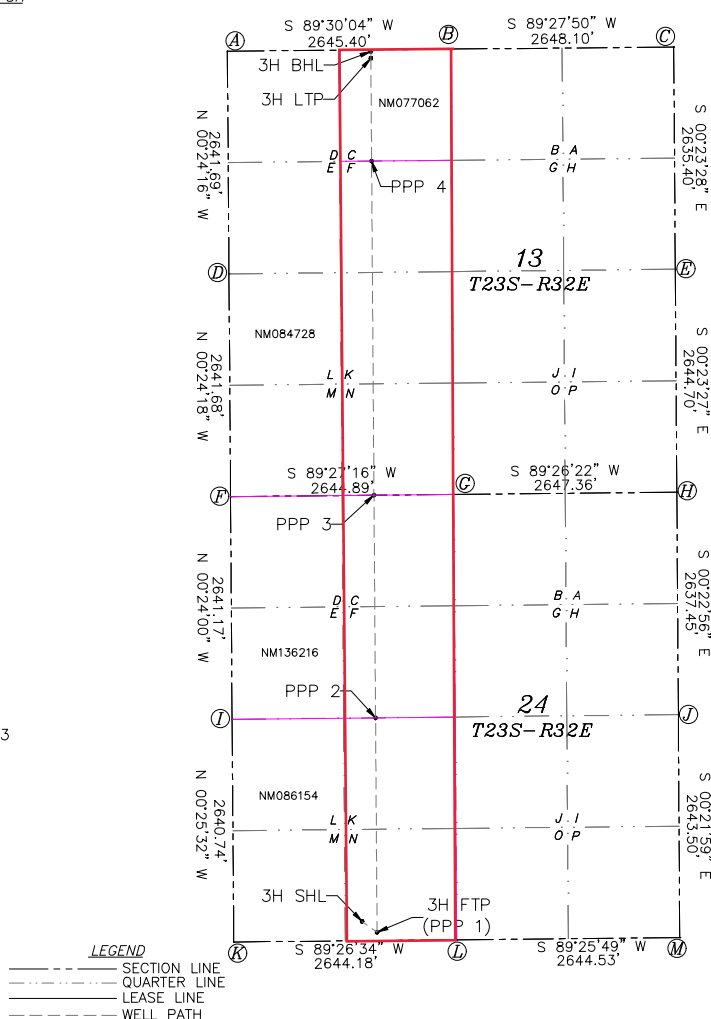 S 89°30'04" W
2645.40'
S 89°27'50" W
2648.10'
A
B
C
3H BHL
3H LTP
NM077062
N 00°24'16" W
2641.69'
S 00°23'28" E
2635.40'
D C
E F
B A
G H
PPP 4
13
T23S-R32E
D
E
NM084728
N 00°24'18" W
2641.68'
S 00°23'27" E
2644.70'
L K
M N
J I
O P
S 89°27'16" W
2644.89'
S 89°26'22" W
2647.36'
F
G
H
PPP 3
N 00°24'00" W
2641.17'
S 00°22'56" E
2637.45'
D C
E F
B A
G H
NM136216
PPP 2
24
T23S-R32E
I
J
3
N 00°25'32" W
2640.74'
S 00°21'59" E
2643.50'
NM086154
L K
M N
J I
O P
3H SHL
3H FTP
(PPP 1)
K
L
M
S 89°26'34" W
2644.18'
S 89°25'49" W
2644.53'
LEGEND
SECTION LINE
QUARTER LINE
LEASE LINE
WELL PATH